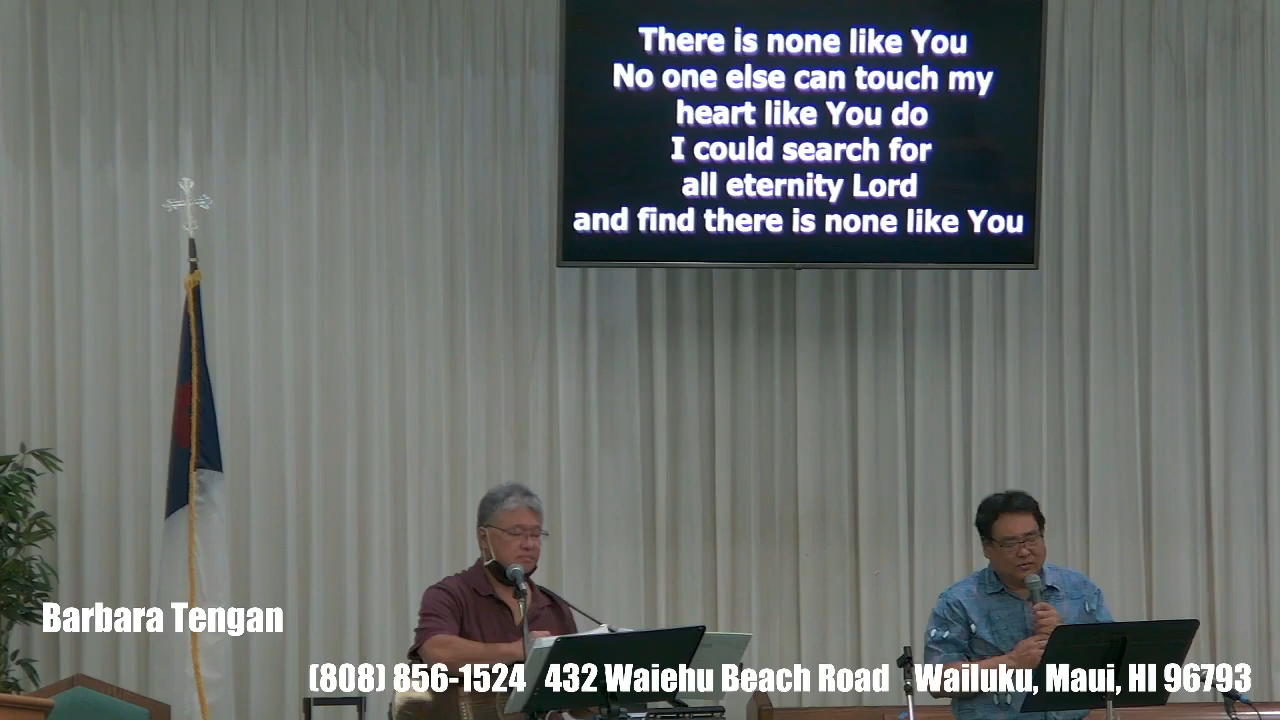 There is none like You
No one else can touch my
heart like You do
I could search for
all eternity Lord
and find there is none like You
Barbara Tengan
(808) 856-1524 432 Waiehu Beach Road Wailuku, Maui, HI 96793